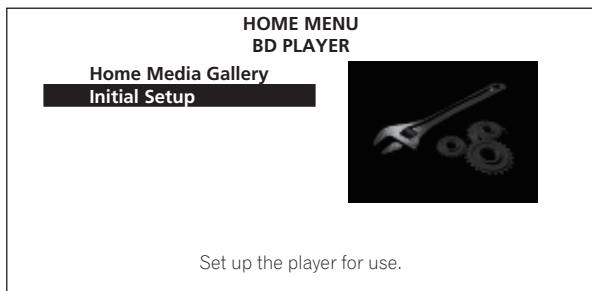 HOME MENU
BD PLAYER
Home Media Gallery
Initial Setup
Set up the player for use.